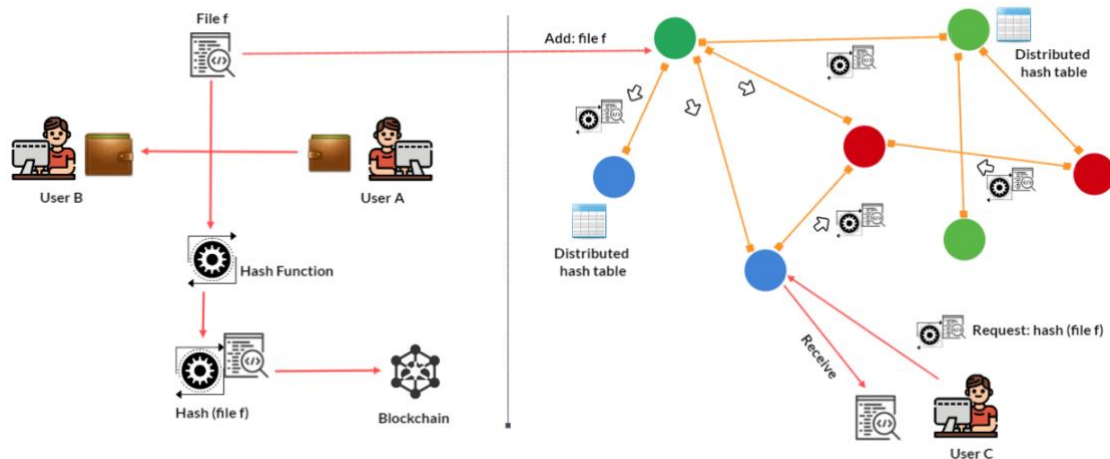 File f
Add: file f
Distributed
hash table
User B
User A
Distributed
hash table
Hash Function
Request: hash (file f)
Receive
Hash (file f)
Blockchain
User C